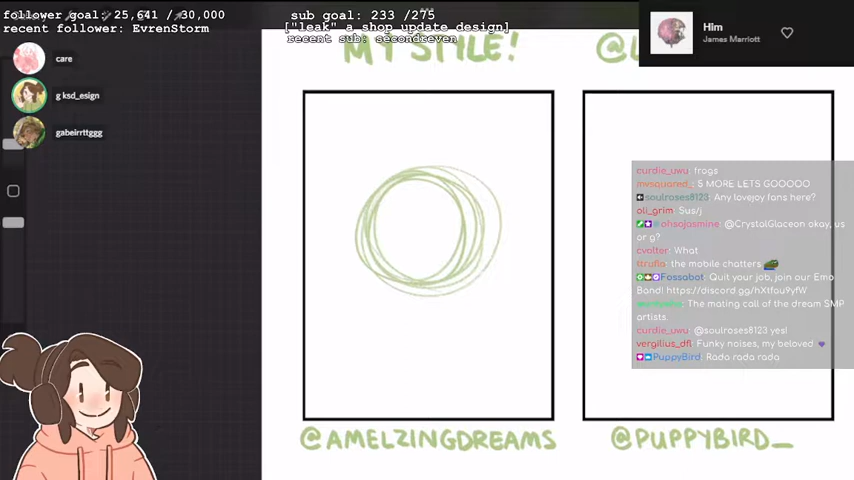 follower goal: 25,641 / 30,000
recent follower: EvrenStorm
sub goal: 233 /275
["leak" a shop update design]
recent sub: secondreven
Him
James Marriott
care
g ksd_esign
gabeirrttggg
MY STYLE!
curdie_uwu: frogs
: 5 MORE LETS GOOOOO
soulroses8123: Any lovejoy fans here?
oli_grim: Sus/j
ohsojasmine: @CrystalGlaceon okay, us
or g?
cvolter: What
: the mobile chatters
Fossabot: Quit your job, join our Emo
Band! https://discord.gg/hXtfou9yfW
: The mating call of the dream SMP
artists.
curdie_uwu: @soulroses8123 yes!
vergilius_dfl: Funky noises, my beloved
PuppyBird: Rada rada rada
@AMELZINGDREAMS
@PUPPYBIRD_